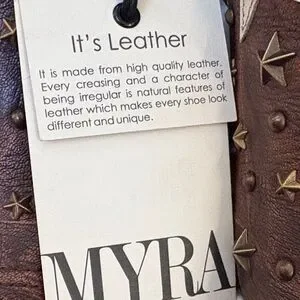 It's Leather
It is made from high quality leather.
Every creasing and a character of
being irregular is natural features of
leather which makes every shoe look
different and unique.
MYRA